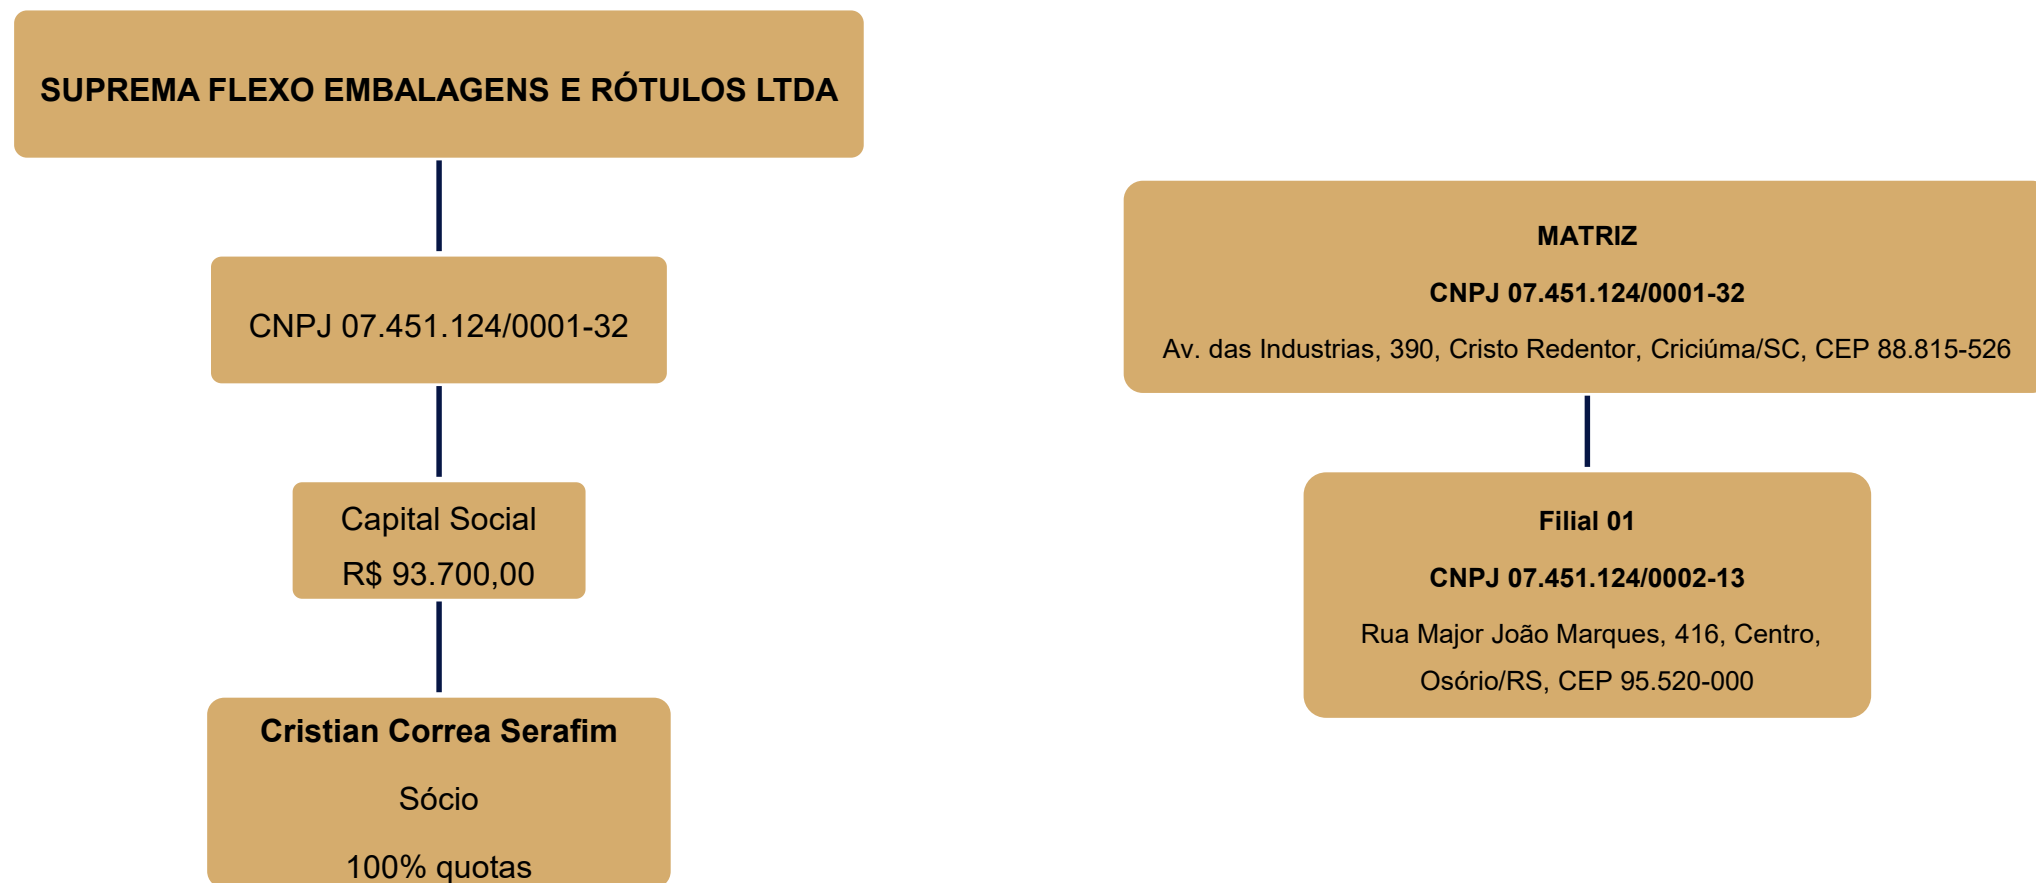 SUPREMA FLEXO EMBALAGENS E RÓTULOS LTDA
CNPJ 07.451.124/0001-32
Capital Social
R$ 93.700,00
Cristian Correa Serafim
Sócio
100% quotas
MATRIZ
CNPJ 07.451.124/0001-32
Av. das Industrias, 390, Cristo Redentor, Criciúma/SC, CEP 88.815-526
Filial 01
CNPJ 07.451.124/0002-13
Rua Major João Marques, 416, Centro,
Osório/RS, CEP 95.520-000